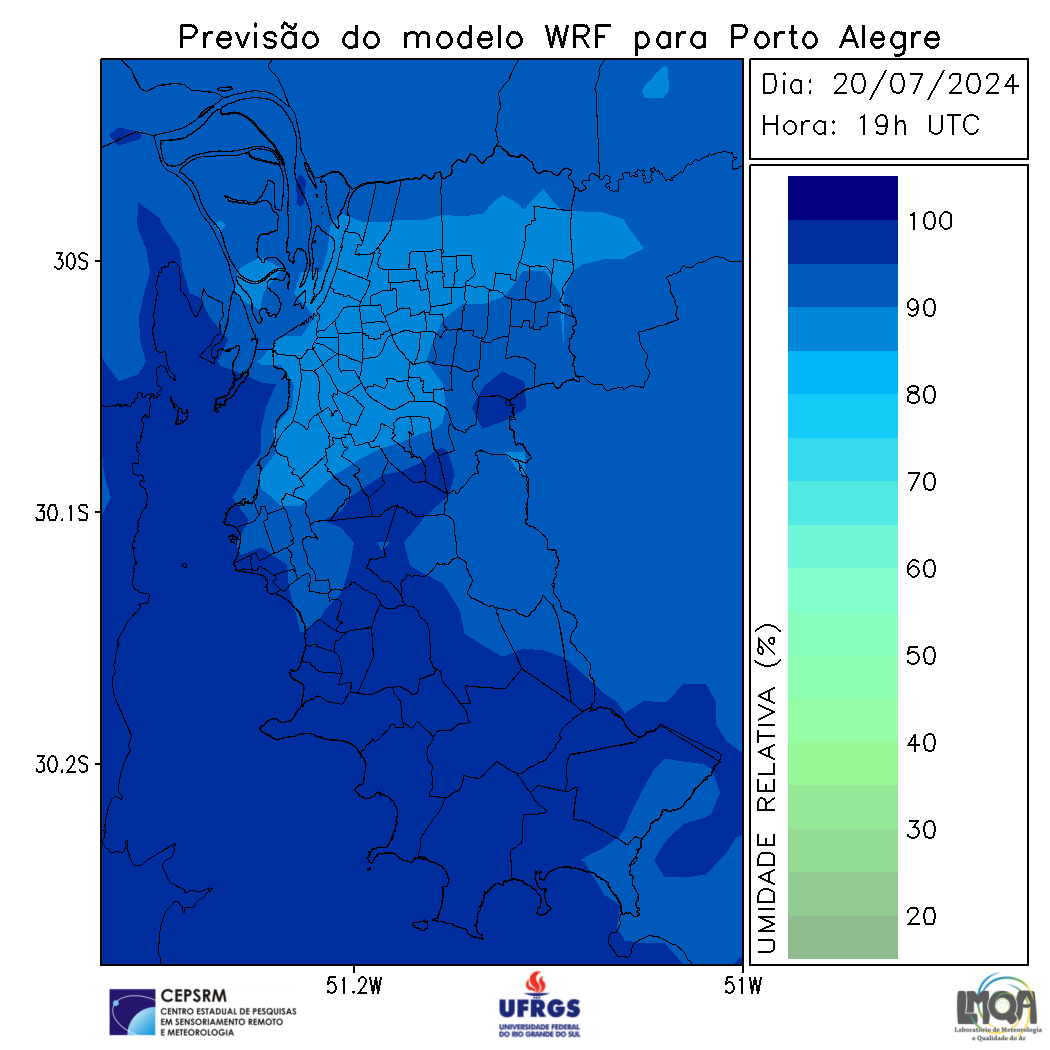 Previsão do modelo WRF para Porto Alegre
Dia: 20/07/2024
Hora: 19h UTC
30S
30.1S
30.2S
51.2W
51W
100
90
80
70
60
50
40
30
20
UMIDADE RELATIVA (%)
CEPSRM
CENTRO ESTADUAL DE PESQUISAS
EM SENSORIAMENTO REMOTO
E METEOROLOGIA
UFRGS
UNIVERSIDADE FEDERAL
DO RIO GRANDE DO SUL
LMQA
Laboratório de Meteorologia
e Qualidade do Ar